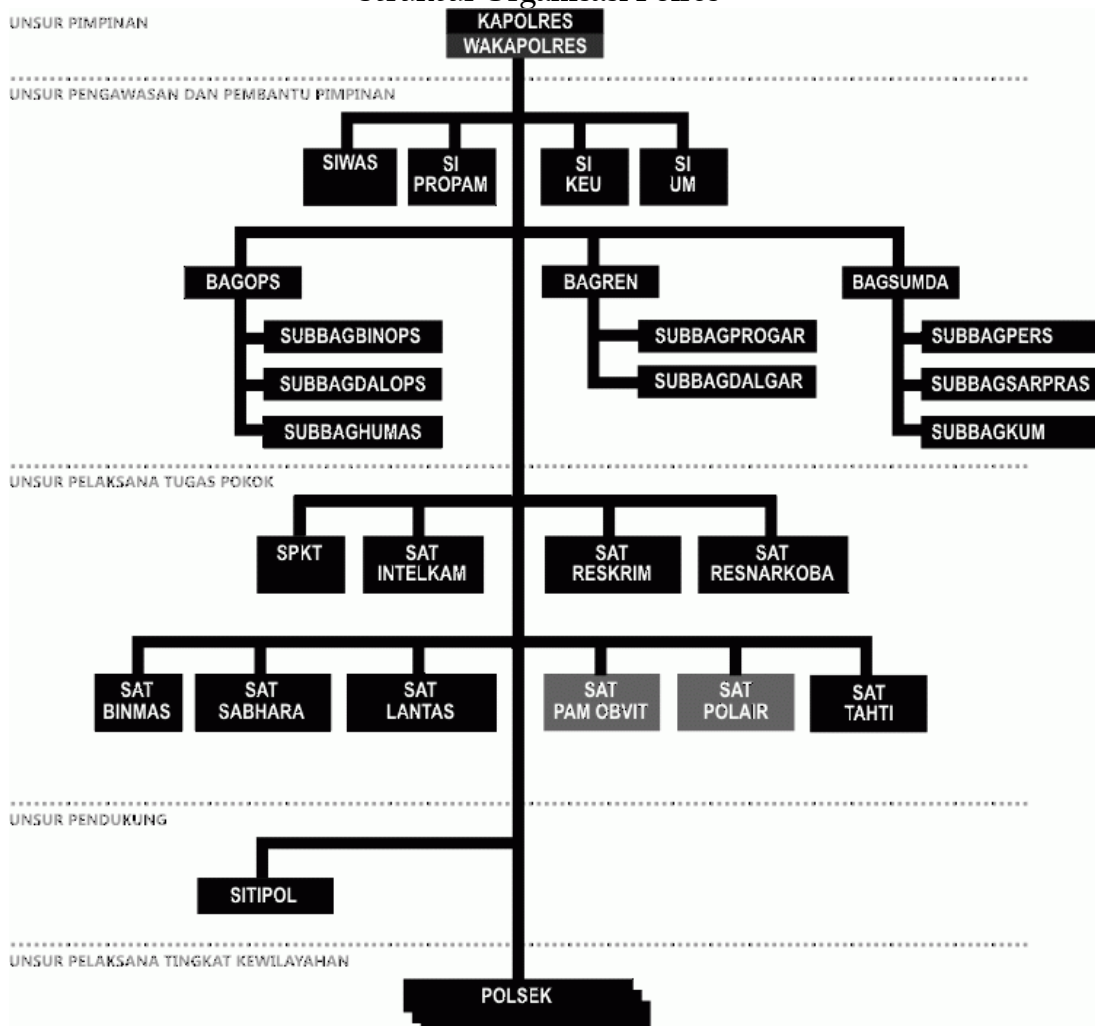 Struktur Organisasi Polres
UNSUR PIMPINAN
KAPOLRES
WAKAPOLRES
UNSUR PENGAWASAN DAN PEMBANTU PIMPINAN
SIWAS
SI
PROPAM
SI
KEU
SI
UM
BAGOPS
BAGREN
BAGSUMDA
SUBBAGBINOPS
SUBBAGPROGAR
SUBBAGPERS
SUBBAGDALOPS
SUBBAGDALGAR
SUBBAGSARPRAS
SUBBAGHUMAS
SUBBAGKUM
UNSUR PELAKSANA TUGAS POKOK
SPKT
SAT
INTELKAM
SAT
RESKRIM
SAT
RESNARKOBA
SAT
BINMAS
SAT
SABHARA
SAT
LANTAS
SAT
PAM OBVIT
SAT
POLAIR
SAT
TAHTI
UNSUR PENDUKUNG
SITIPOL
UNSUR PELAKSANA TINGKAT KEWILAYAHAN
POLSEK